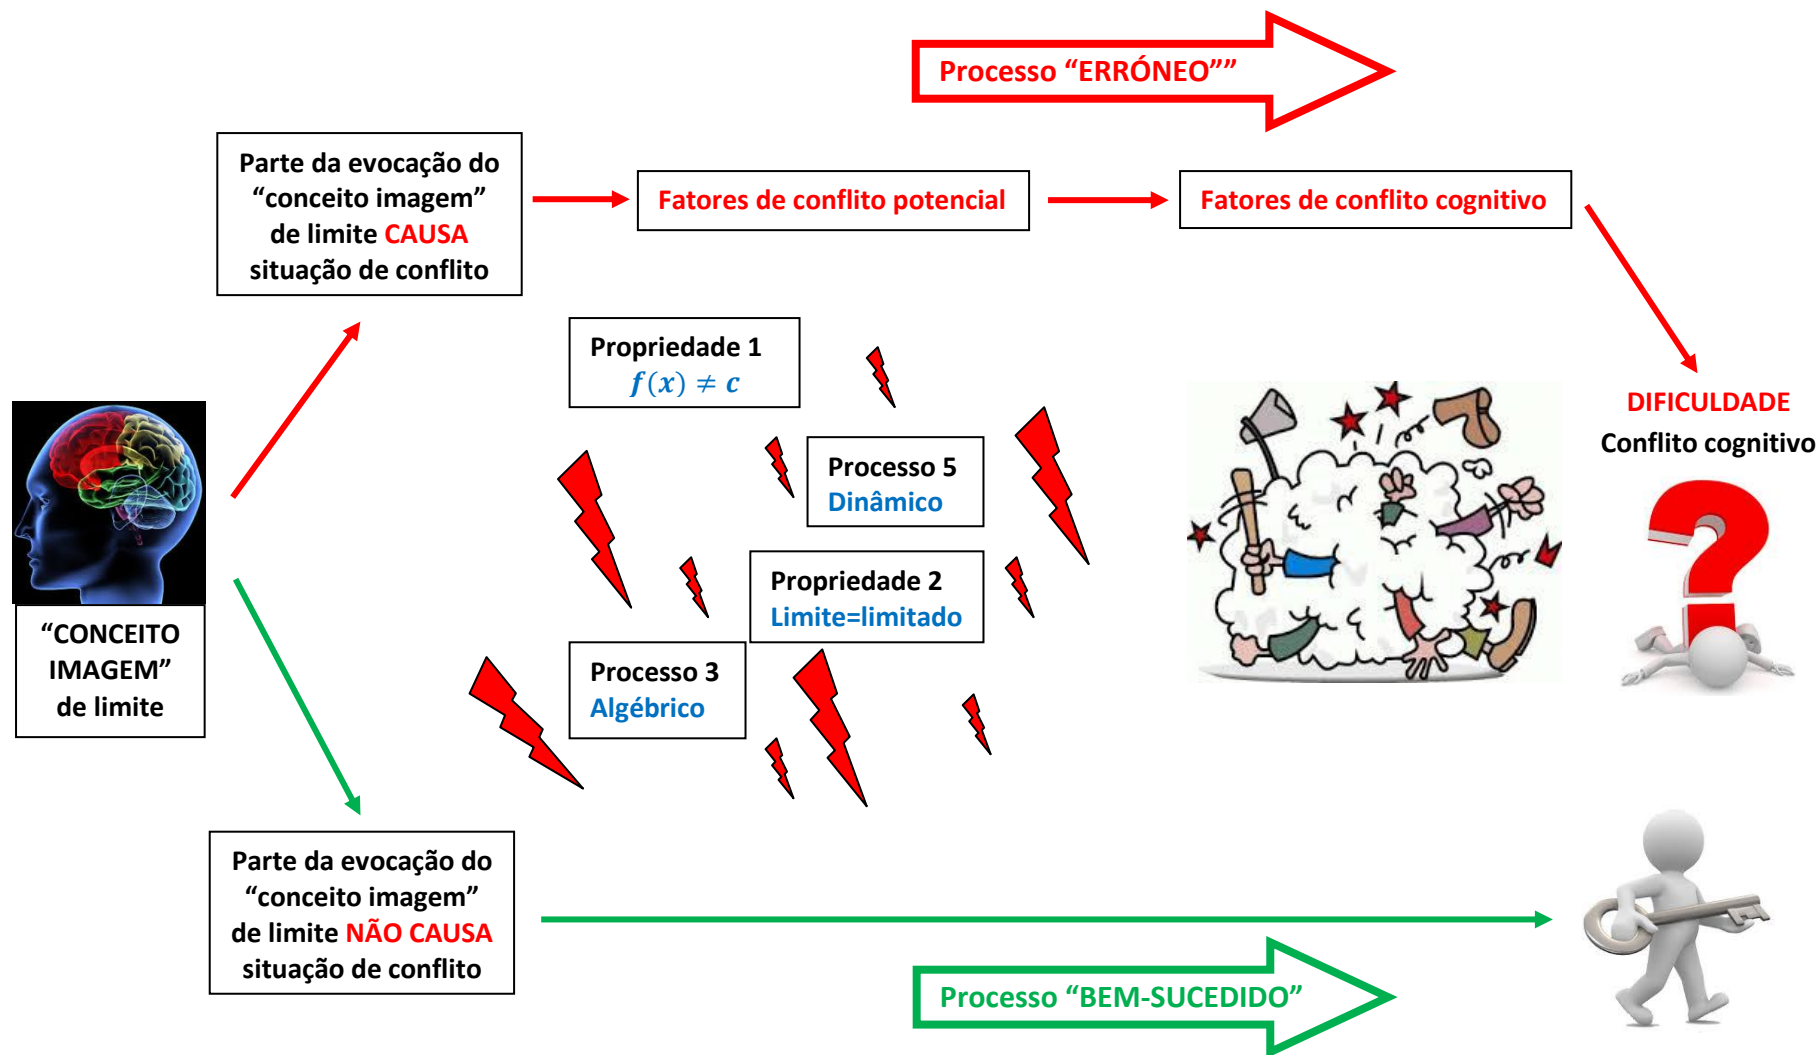 Processo “ERRÓNEO””
Parte da evocação do
“conceito imagem”
de limite CAUSA
situação de conflito
Fatores de conflito potencial
Fatores de conflito cognitivo
Propriedade 1
f(x) ≠ c
Processo 5
Dinâmico
Propriedade 2
Limite=limitado
Processo 3
Algébrico
DIFICULDADE
Conflito cognitivo
“CONCEITO
IMAGEM”
de limite
Parte da evocação do
“conceito imagem”
de limite NÃO CAUSA
situação de conflito
Processo “BEM-SUCEDIDO”